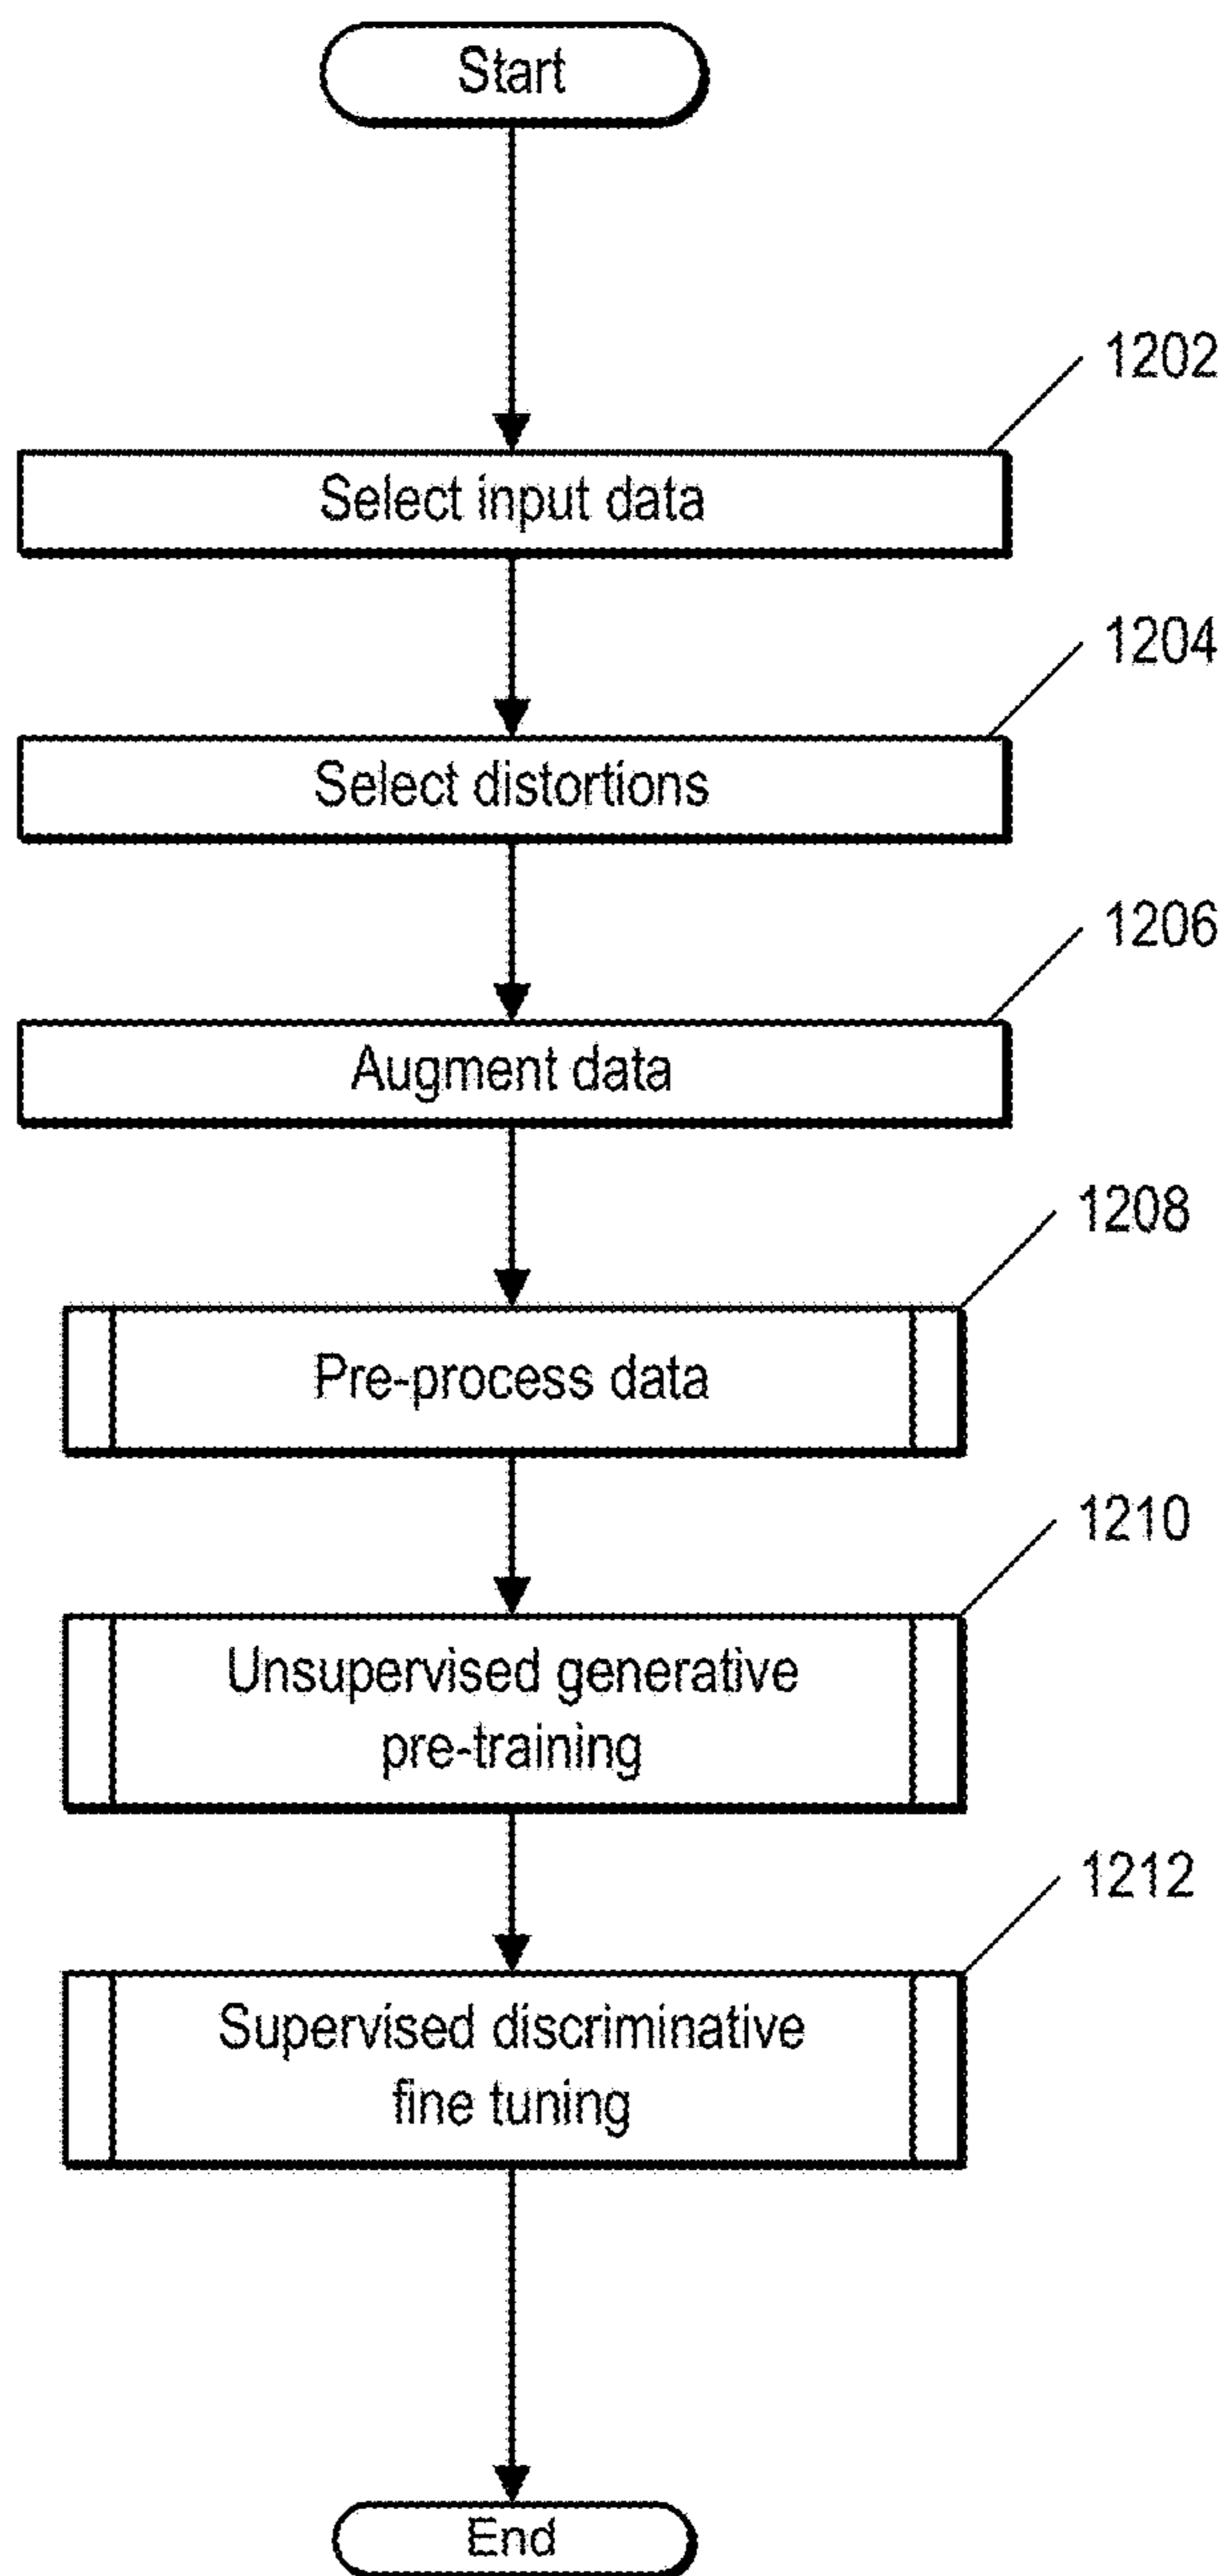 Start
1202
Select input data
1204
Select distortions
1206
Augment data
1208
Pre-process data
1210
Unsupervised generative
pre-training
1212
Supervised discriminative
fine tuning
End